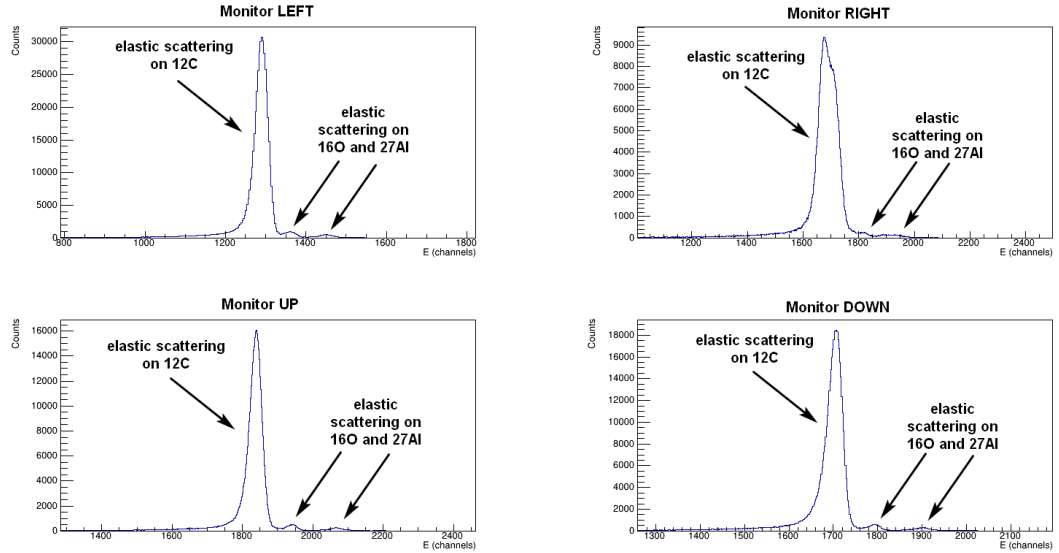 Monitor LEFT
Counts
30000
25000
20000
15000
10000
5000
0
800
1000
1200
1400
1600
1800
E (channels)
elastic scattering
on 12C
elastic
scattering on
16O and 27Al
Monitor RIGHT
Counts
9000
8000
7000
6000
5000
4000
3000
2000
1000
0
1200
1400
1600
1800
2000
2200
2400
E (channels)
elastic scattering
on 12C
elastic
scattering on
16O and 27Al
Monitor UP
Counts
16000
14000
12000
10000
8000
6000
4000
2000
0
1400
1600
1800
2000
2200
2400
E (channels)
elastic scattering
on 12C
elastic
scattering on
16O and 27Al
Monitor DOWN
Counts
18000
16000
14000
12000
10000
8000
6000
4000
2000
0
1300
1400
1500
1600
1700
1800
1900
2000
2100
E (channels)
elastic scattering
on 12C
elastic
scattering on
16O and 27Al